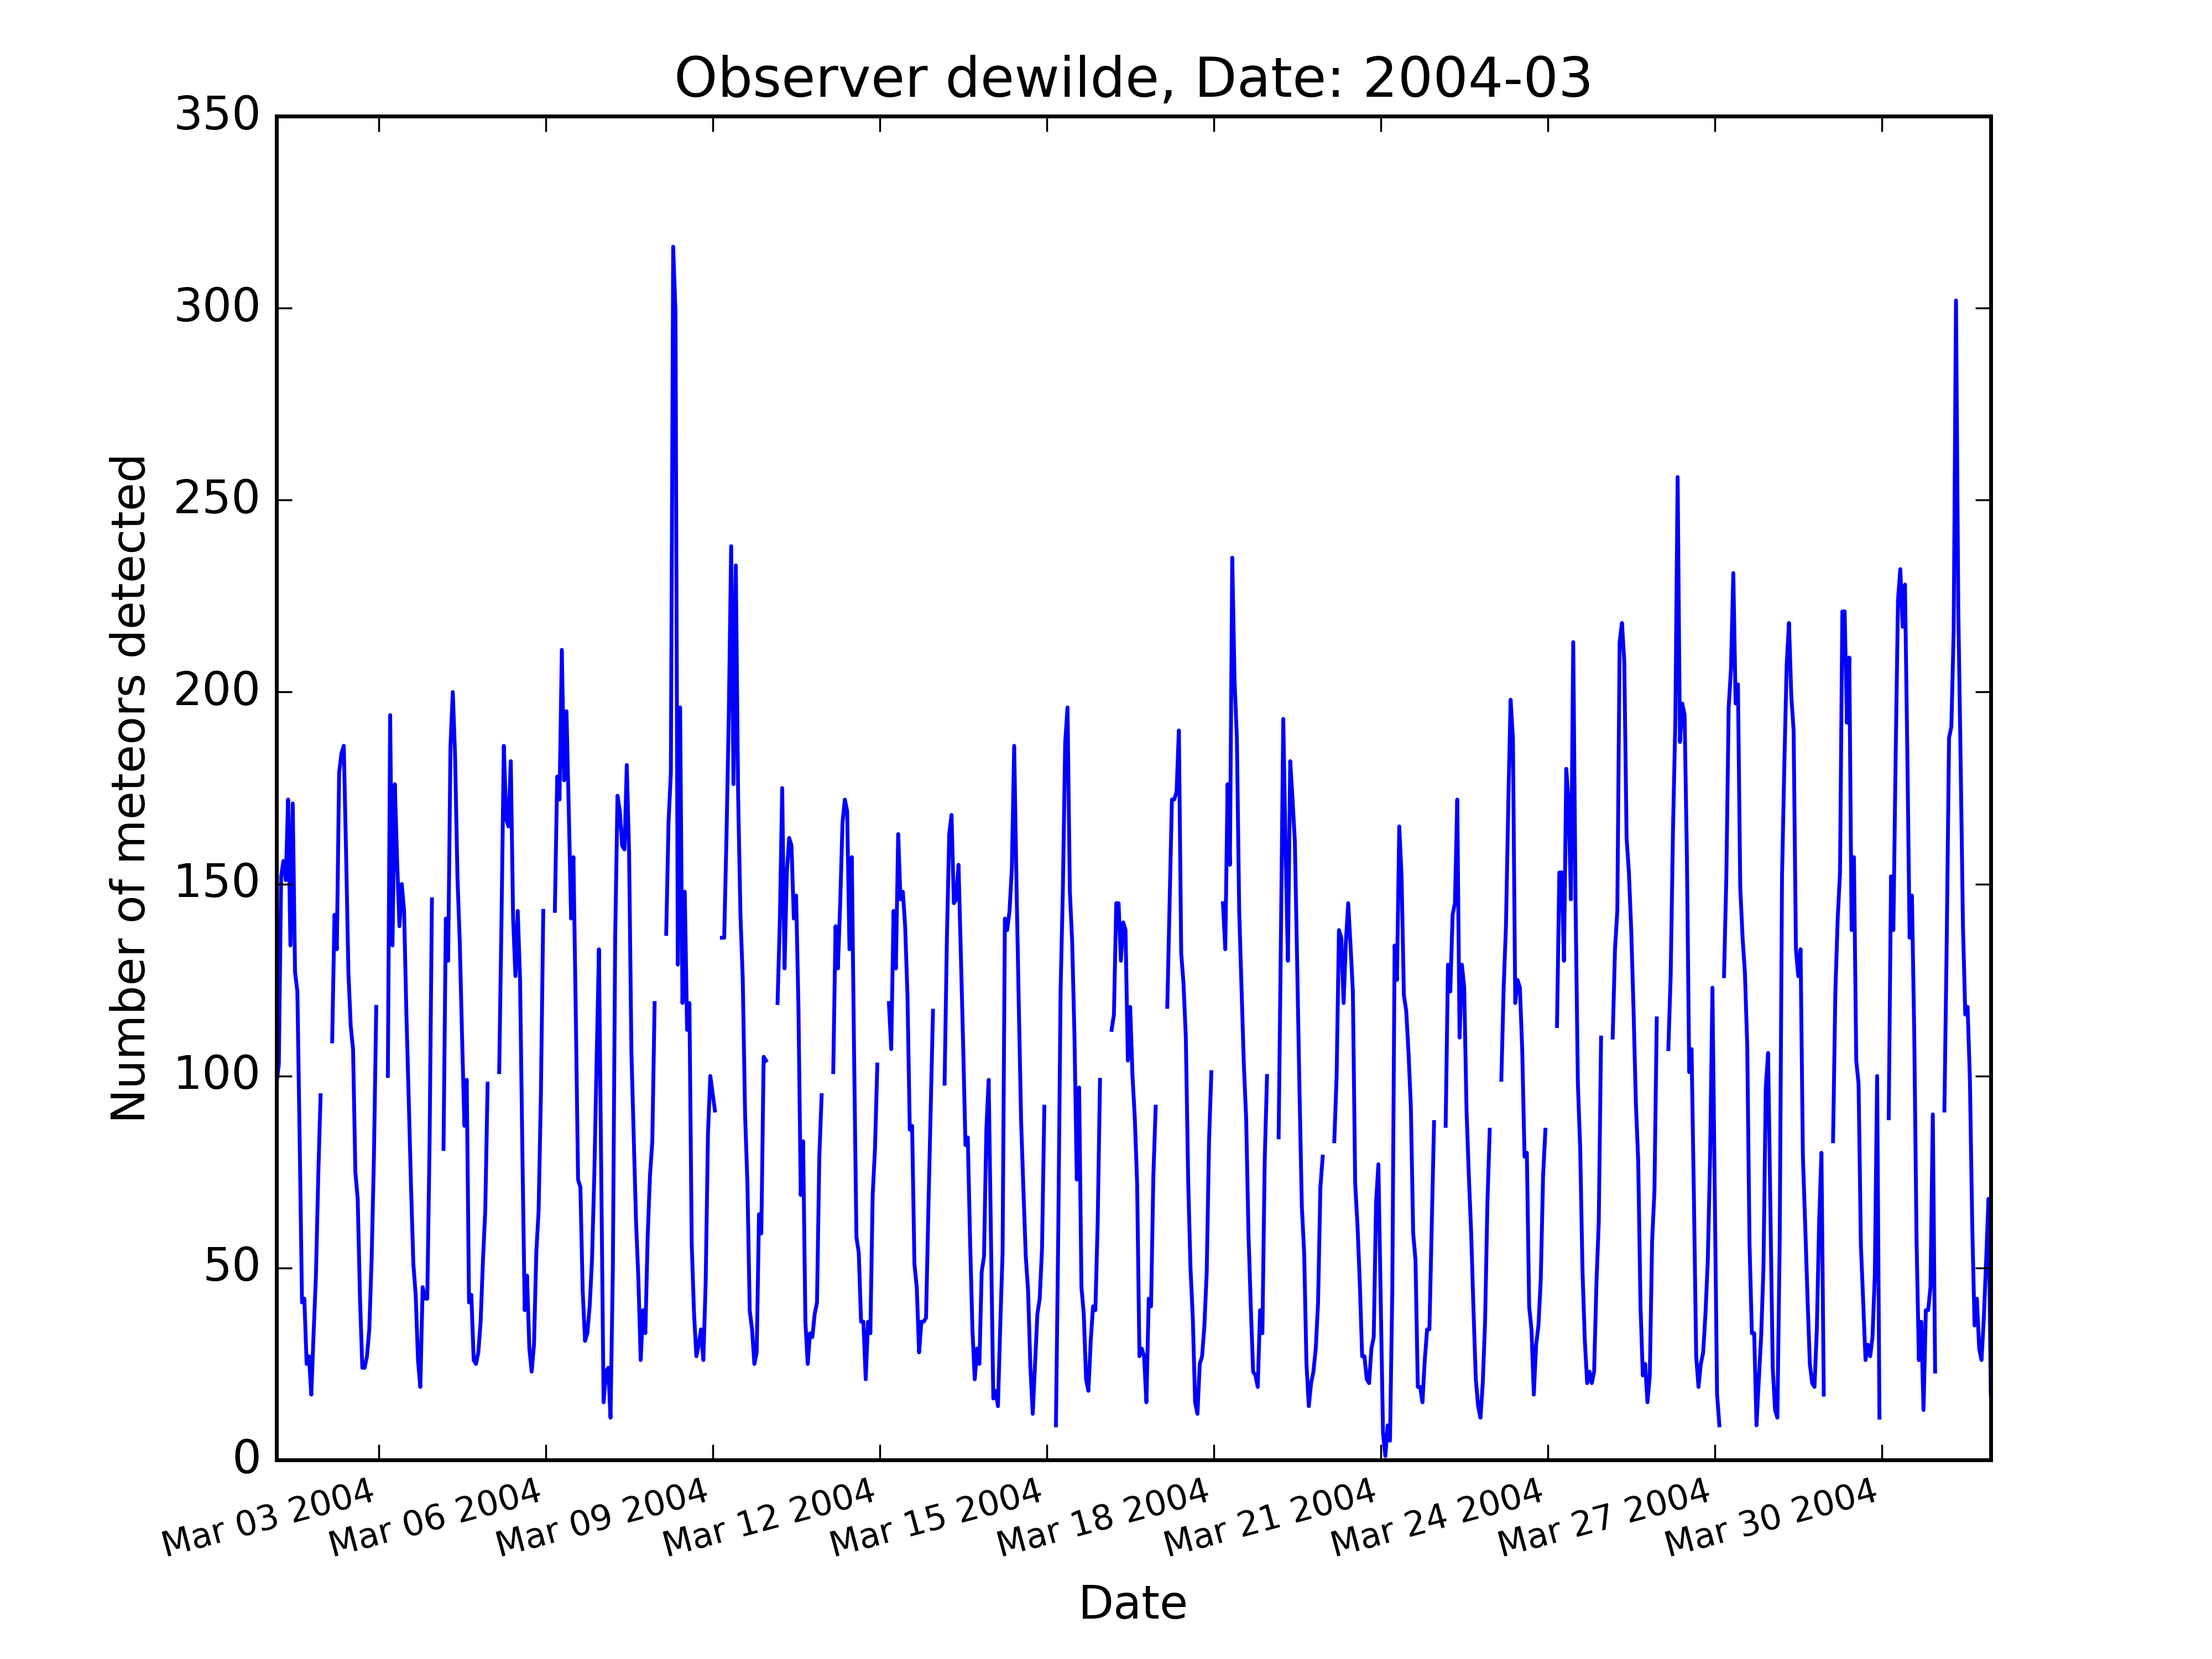 Observer dewilde, Date: 2004-03
350
300
250
200
150
100
50
0
Number of meteors detected
Mar 03 2004
Mar 06 2004
Mar 09 2004
Mar 12 2004
Mar 15 2004
Mar 18 2004
Mar 21 2004
Mar 24 2004
Mar 27 2004
Mar 30 2004
Date